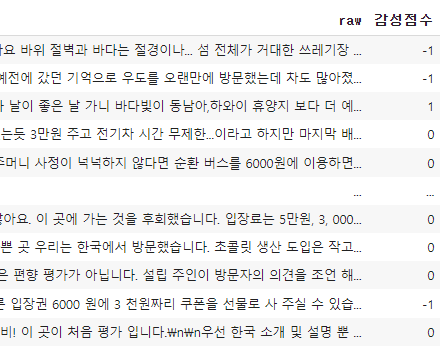 raw 감성점수
요 바위 절벽과 바다는 절경이나... 섬 전체가 거대한 쓰레기장 ... -1
예전에 갔던 기억으로 우도를 오랜만에 방문했는데 차도 많아졌... -1
날이 좋은 날 가니 바다빛이 동남아,하와이 휴양지 보다 더 예... 1
는듯 3만원 주고 전기차 시간 무제한...이라고 하지만 마지막 배... 0
주머니 사정이 넉넉하지 않다면 순환 버스를 6000원에 이용하면... 0
... ...
많아요. 이 곳에 가는 것을 후회했습니다. 입장료는 5만원, 3, 000... 0
쁜 곳 우리는 한국에서 방문했습니다. 초콜릿 생산 도입은 작고... 0
은 편향 평가가 아닙니다. 설립 주인이 방문자의 의견을 조언 해... 0
른 입장권 6000 원에 3 천원짜리 쿠폰을 선물로 사 주실 수 있습... -1
비! 이 곳이 처음 평가 입니다.\n\n우선 한국 소개 및 설명 뿐 ... 0